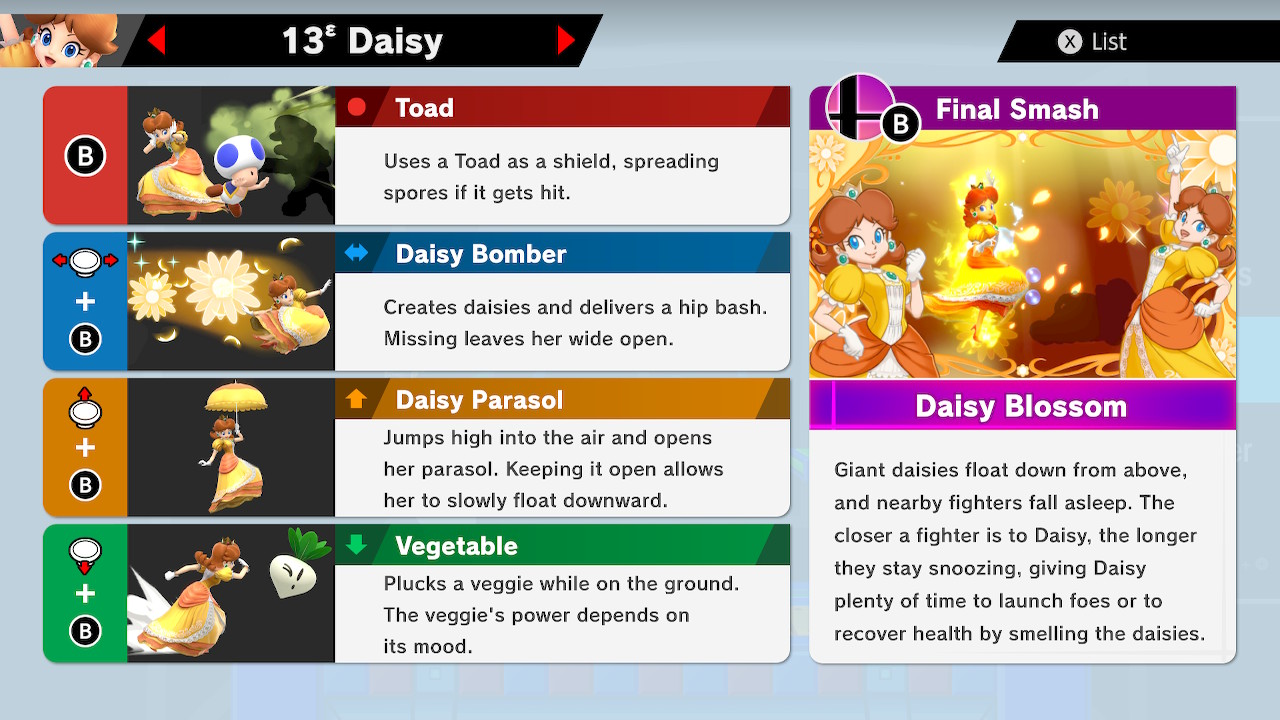 13ᵋ Daisy
X List
B
Toad
Uses a Toad as a shield, spreading
spores if it gets hit.
+
B
Daisy Bomber
Creates daisies and delivers a hip bash.
Missing leaves her wide open.
+
B
Daisy Parasol
Jumps high into the air and opens
her parasol. Keeping it open allows
her to slowly float downward.
+
B
Vegetable
Plucks a veggie while on the ground.
The veggie's power depends on
its mood.
B
Final Smash
Daisy Blossom
Giant daisies float down from above,
and nearby fighters fall asleep. The
closer a fighter is to Daisy, the longer
they stay snoozing, giving Daisy
plenty of time to launch foes or to
recover health by smelling the daisies.